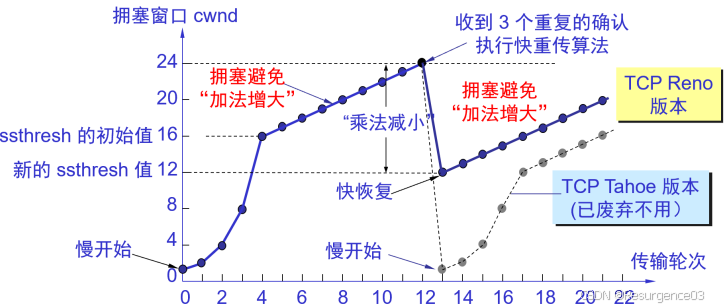 拥塞窗口 cwnd
收到 3 个重复的确认
执行快重传算法
24
拥塞避免
“加法增大”
拥塞避免
“加法增大”
TCP Reno
版本
20
“乘法减小”
ssthresh 的初始值
16
新的 ssthresh 值
12
快恢复
TCP Tahoe 版本
(已废弃不用）
8
4
慢开始
慢开始
传输轮次
0
0
2
4
6
8
10
12
14
16
18
20
22
CSDN @Resurgence03